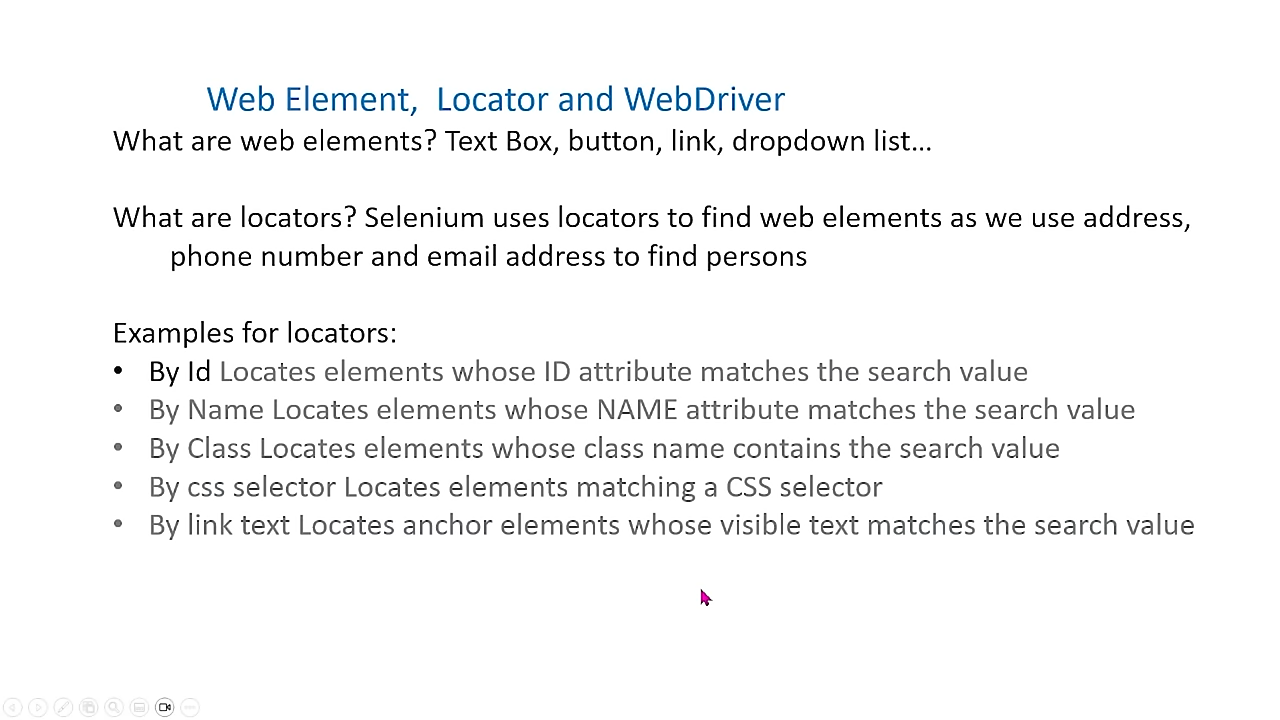 Web Element,  Locator and WebDriver
What are web elements? Text Box, button, link, dropdown list...
What are locators? Selenium uses locators to find web elements as we use address,
phone number and email address to find persons
Examples for locators:
• By Id Locates elements whose ID attribute matches the search value
• By Name Locates elements whose NAME attribute matches the search value
• By Class Locates elements whose class name contains the search value
• By css selector Locates elements matching a CSS selector
• By link text Locates anchor elements whose visible text matches the search value